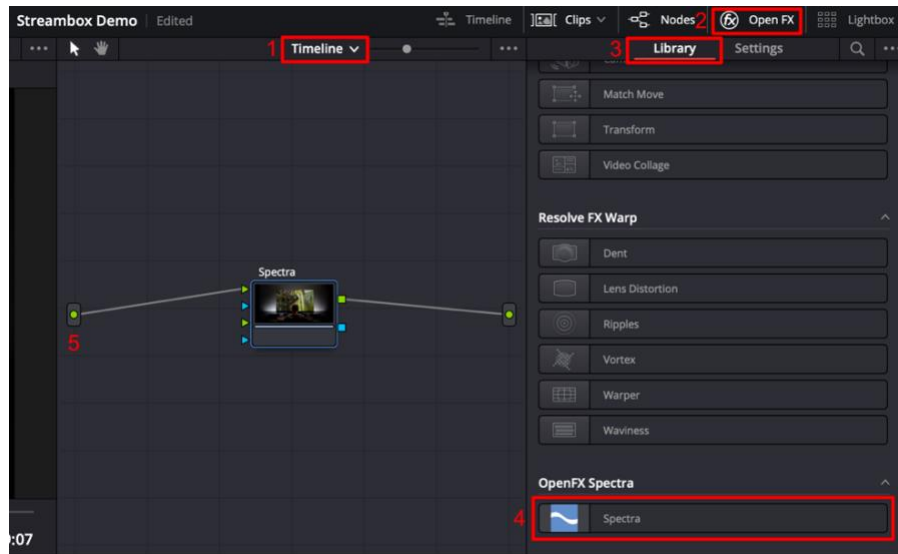 Streambox Demo Edited Timeline Clips Nodes 2 Open FX Lightbox
1 Timeline 3 Library Settings
Match Move
Transform
Video Collage
Resolve FX Warp
Dent
Lens Distortion
Ripples
Vortex
Warper
Waviness
Spectra
5
OpenFX Spectra
4 Spectra
:07